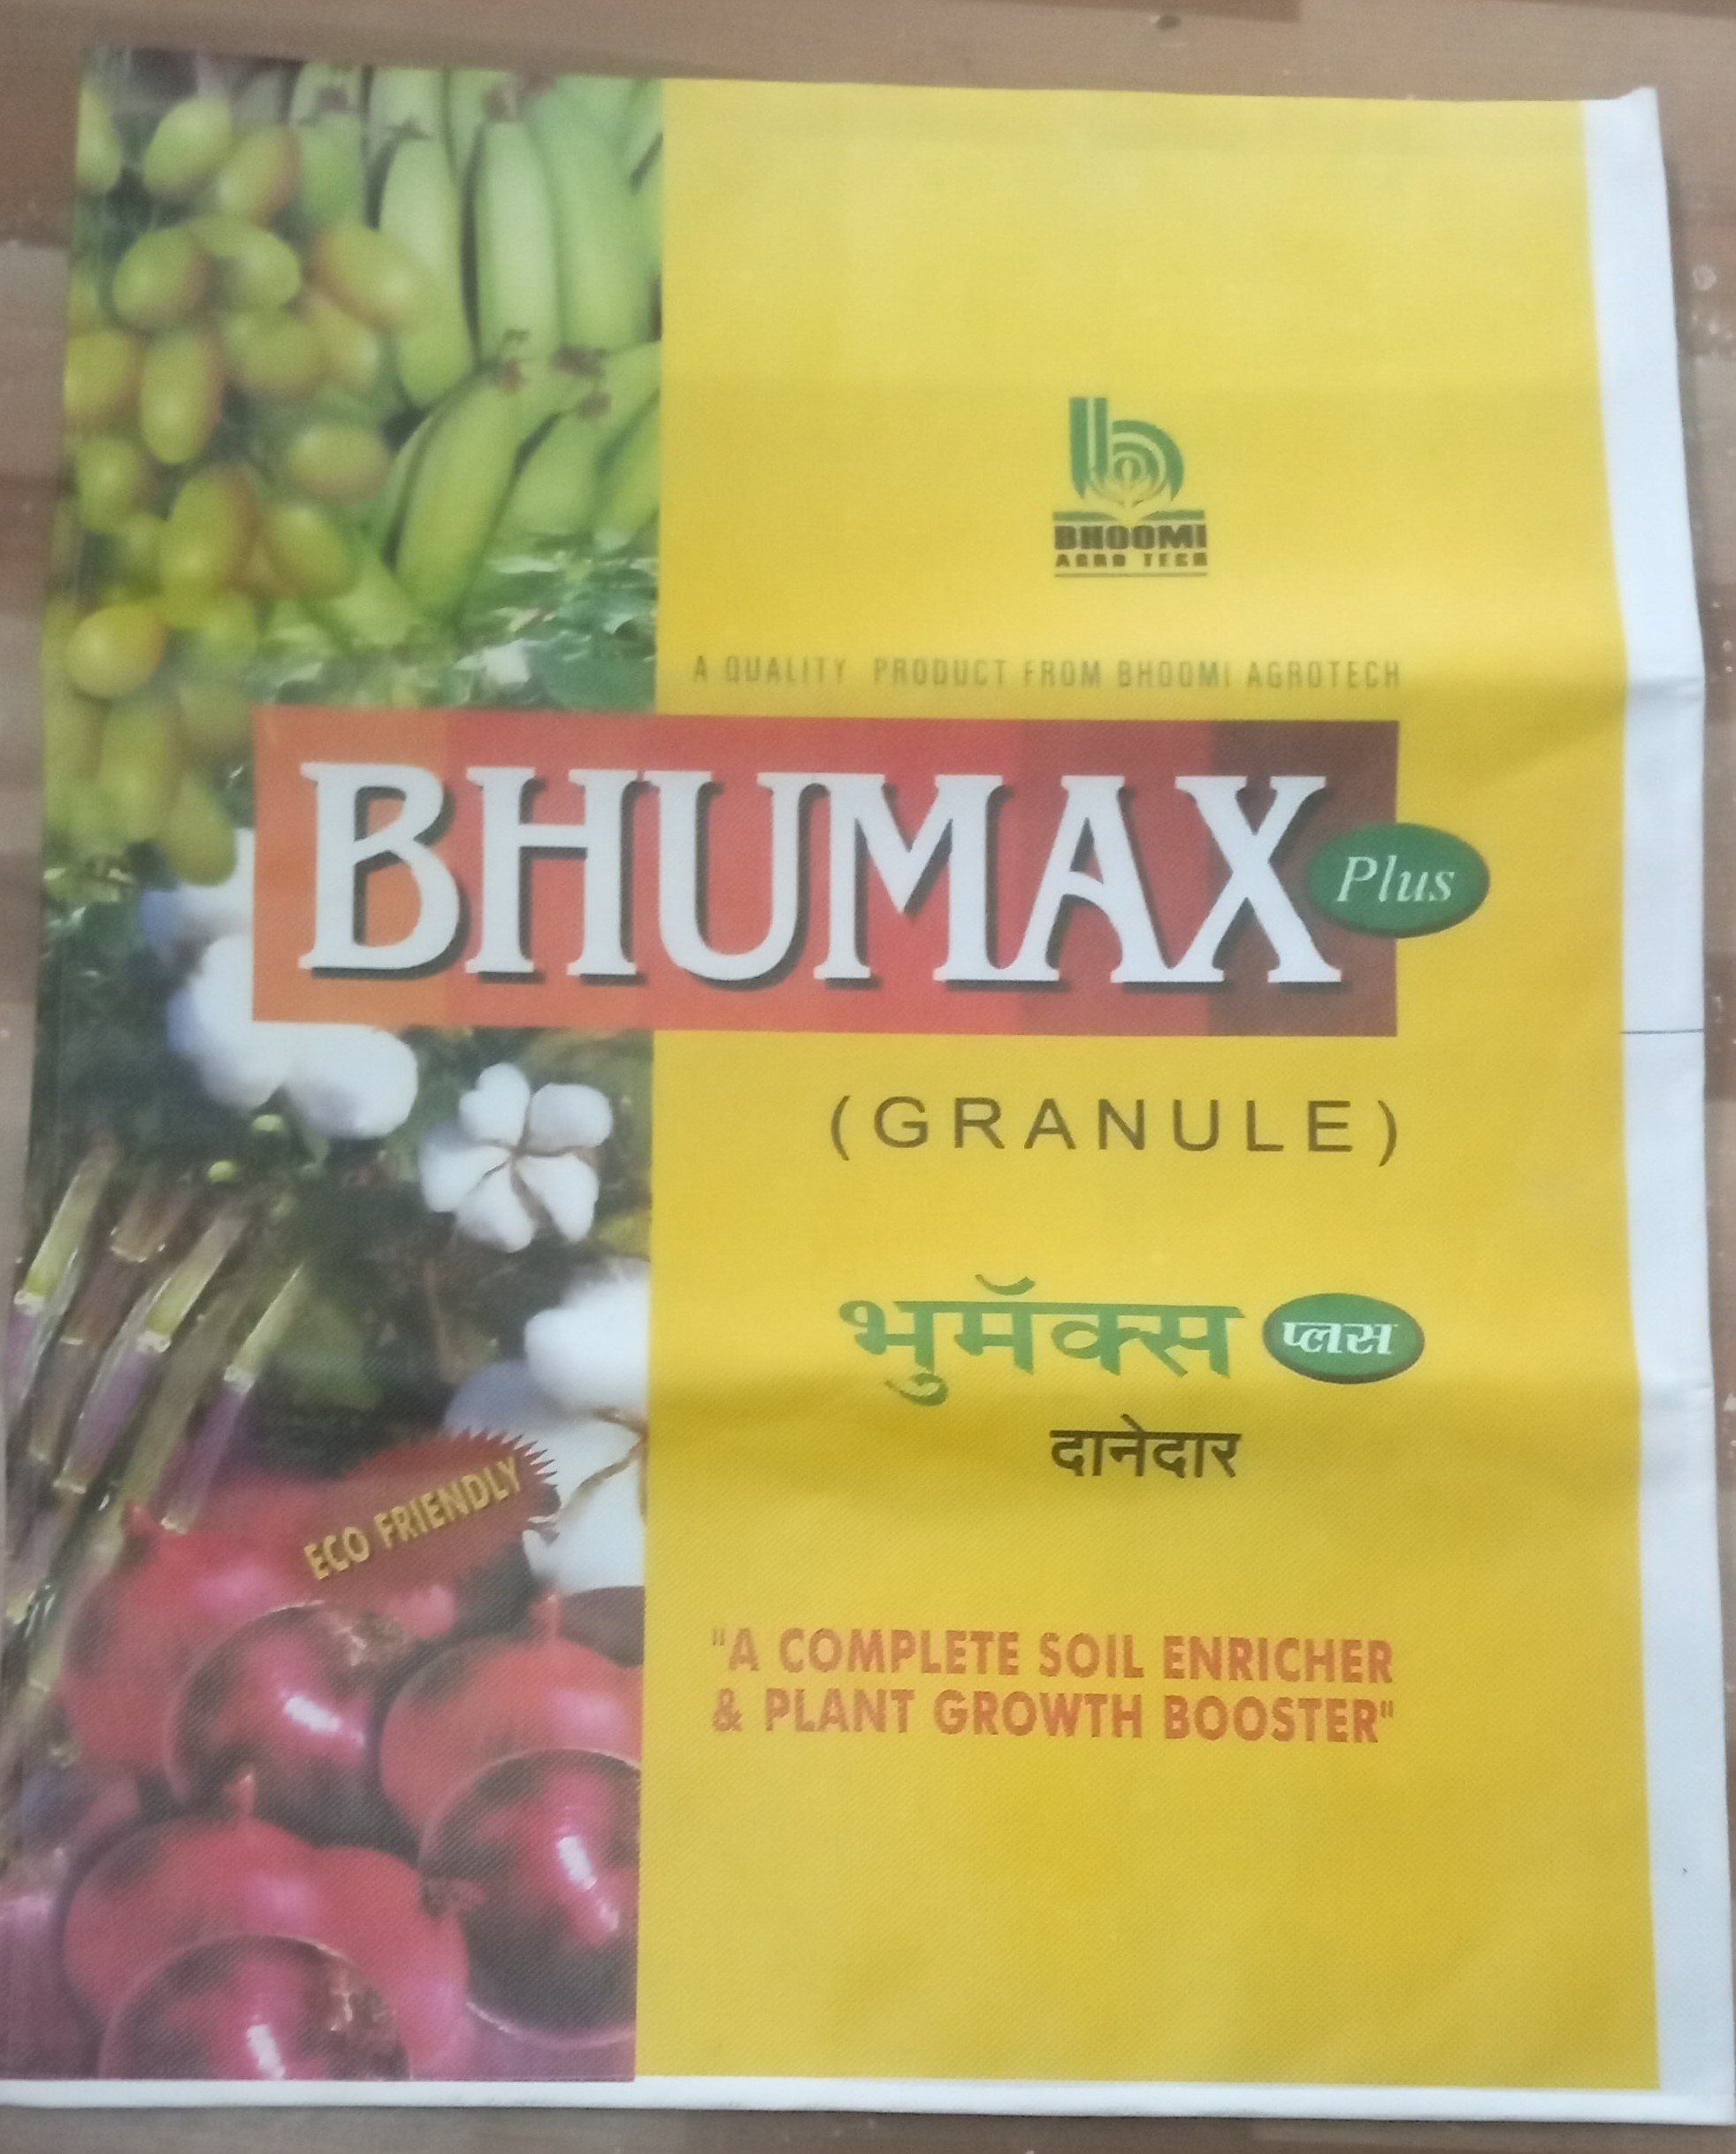 BHOOMI
AGRO TECH
A QUALITY PRODUCT FROM BHOOMI AGROTECH
BHUMAX Plus
(GRANULE)
भुमॅक्स प्लस
दानेदार
ECO FRIENDLY
"A COMPLETE SOIL ENRICHER
& PLANT GROWTH BOOSTER"